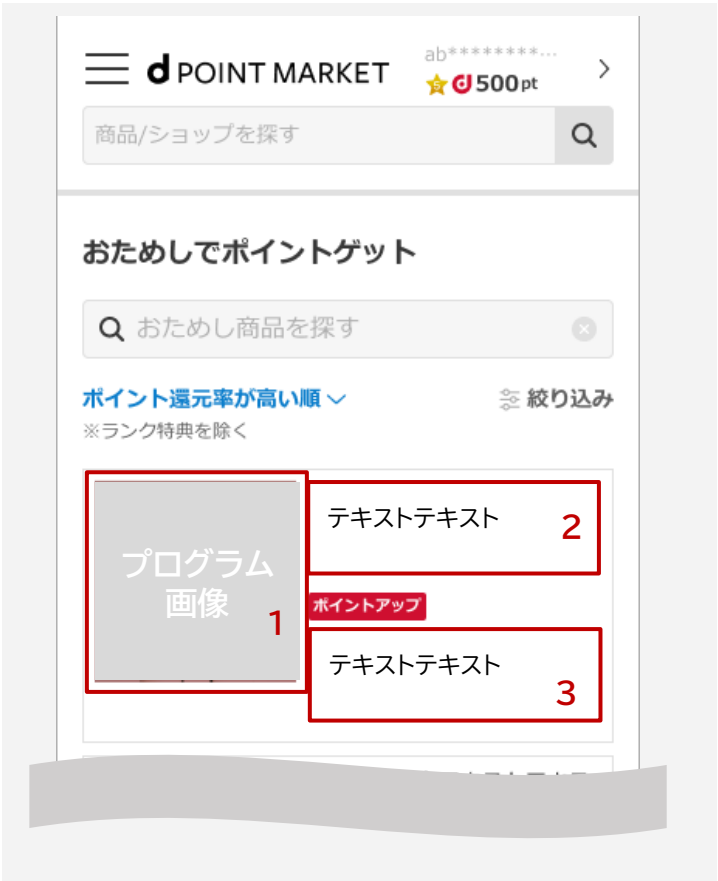 d POINT MARKET
ab********…
500pt
商品/ショップを探す
おためしでポイントゲット
おためし商品を探す
ポイント還元率が高い順
絞り込み
※ランク特典を除く
プログラム
画像
1
テキストテキスト
2
ポイントアップ
テキストテキスト
3